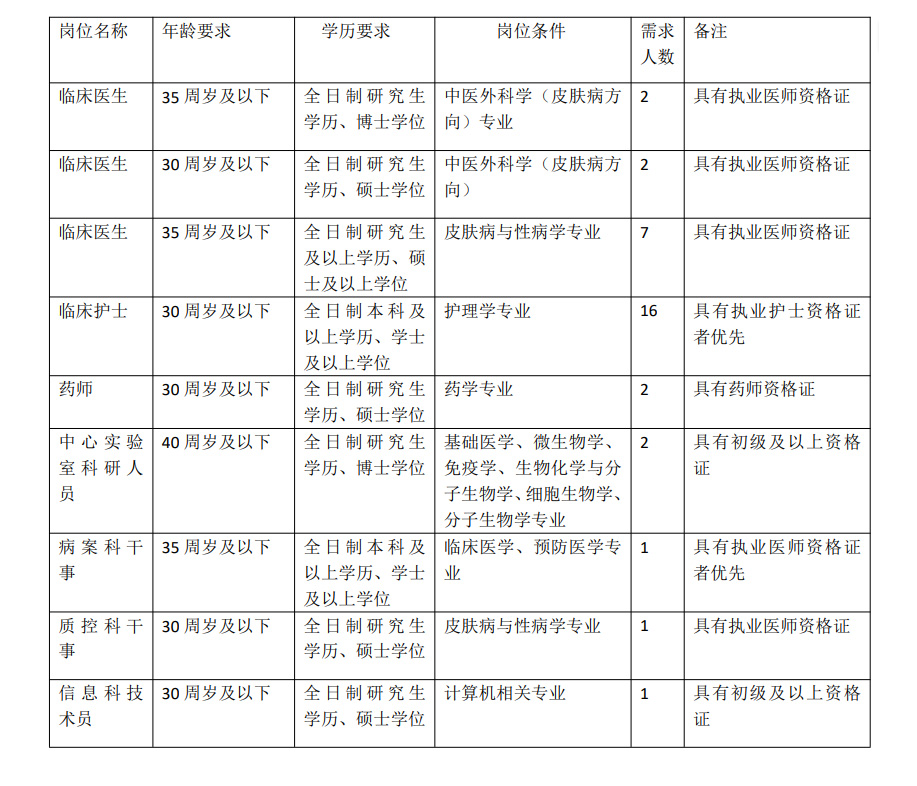 岗位名称 年龄要求 学历要求 岗位条件 需求 备注
人数
临床医生 35 周岁及以下 全日制研究生 中医外科学（皮肤病方 2 具有执业医师资格证
学历、博士学位 向）专业
临床医生 30 周岁及以下 全日制研究生 中医外科学（皮肤病方 2 具有执业医师资格证
学历、硕士学位 向）
临床医生 35 周岁及以下 全日制研究生 皮肤病与性病学专业 7 具有执业医师资格证
及以上学历、硕
士及以上学位
临床护士 30 周岁及以下 全日制本科及 护理学专业 16 具有执业护士资格证
以上学历、学士 者优先
及以上学位
药师 30 周岁及以下 全日制研究生 药学专业 2 具有药师资格证
学历、硕士学位
中心实验 40 周岁及以下 全日制研究生 基础医学、微生物学、 2 具有初级及以上资格
室科研人 学历、博士学位 免疫学、生物化学与分 证
员 子生物学、细胞生物学、
分子生物学专业
病案科干 35 周岁及以下 全日制本科及 临床医学、预防医学专 1 具有执业医师资格证
事 以上学历、学士 业 者优先
及以上学位
质控科干 30 周岁及以下 全日制研究生 皮肤病与性病学专业 1 具有执业医师资格证
事 学历、硕士学位
信息科技 30 周岁及以下 全日制研究生 计算机相关专业 1 具有初级及以上资格
术员 学历、硕士学位 证